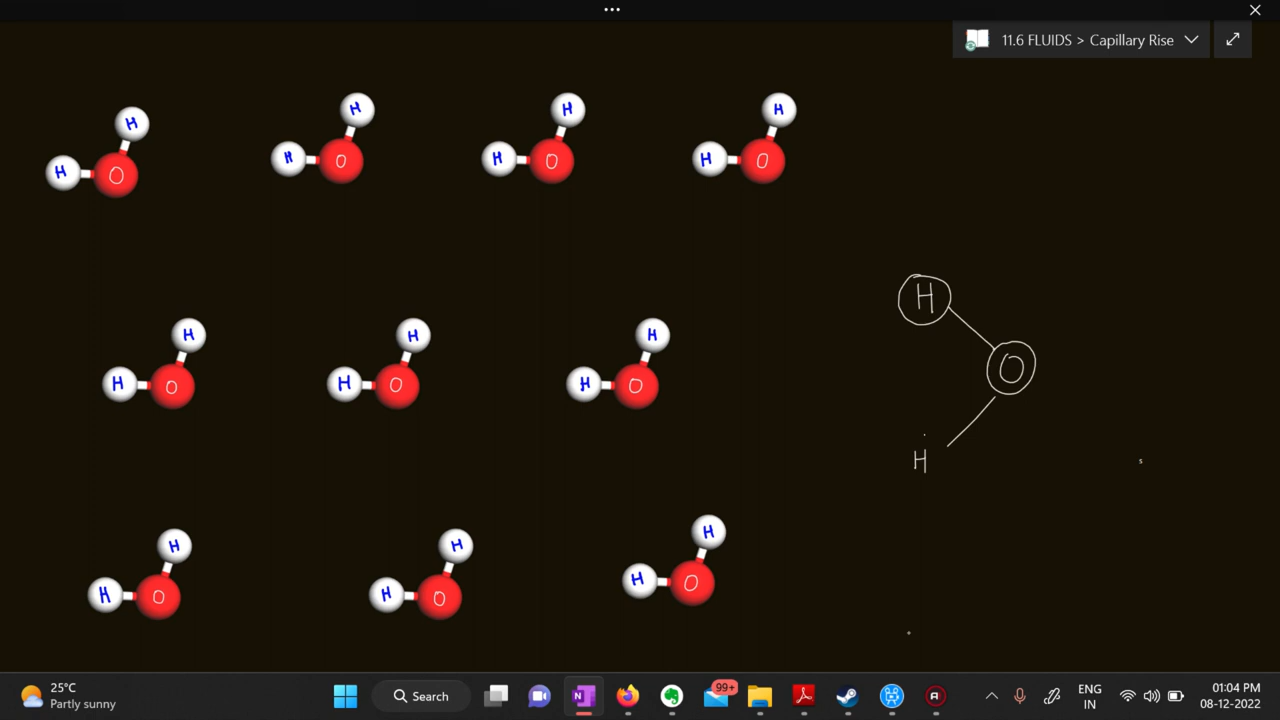 ...
11.6 FLUIDS > Capillary Rise
H H H H
H O H O H O H O
H
O
H H H
H O H O H O
H
s
H H H
H O H O H O
25°C
Partly sunny
Search
99+
ENG
IN
01:04 PM
08-12-2022